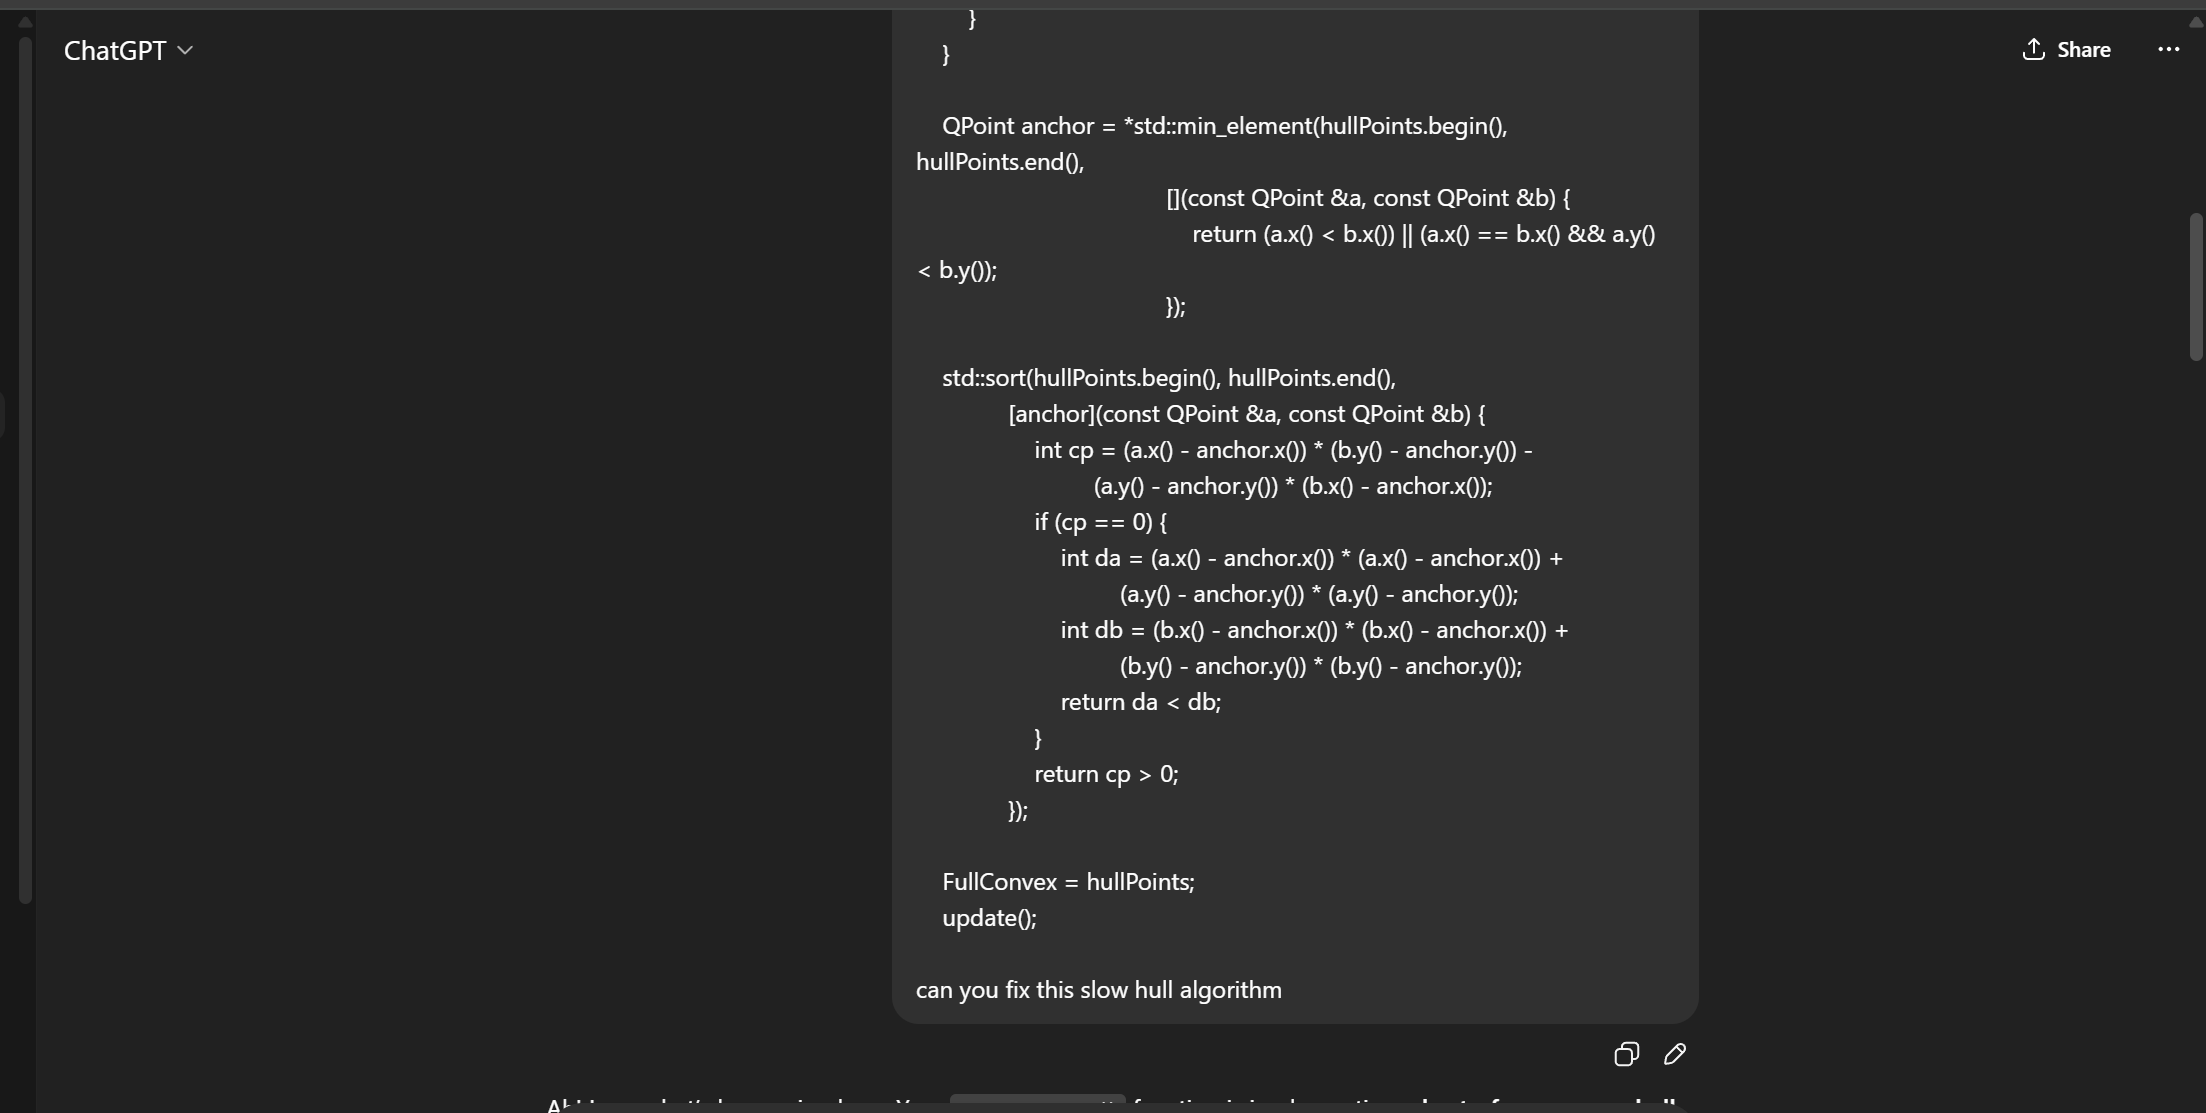 }
ChatGPT
Share
}
QPoint anchor = *std::min_element(hullPoints.begin(),
hullPoints.end(),
[](const QPoint &a, const QPoint &b) {
return (a.x() < b.x()) || (a.x() == b.x() && a.y()
< b.y());
});
std::sort(hullPoints.begin(), hullPoints.end(),
[anchor](const QPoint &a, const QPoint &b) {
int cp = (a.x() - anchor.x()) * (b.y() - anchor.y()) -
(a.y() - anchor.y()) * (b.x() - anchor.x());
if (cp == 0) {
int da = (a.x() - anchor.x()) * (a.x() - anchor.x()) +
(a.y() - anchor.y()) * (a.y() - anchor.y());
int db = (b.x() - anchor.x()) * (b.x() - anchor.x()) +
(b.y() - anchor.y()) * (b.y() - anchor.y());
return da < db;
}
return cp > 0;
});
FullConvex = hullPoints;
update();
can you fix this slow hull algorithm